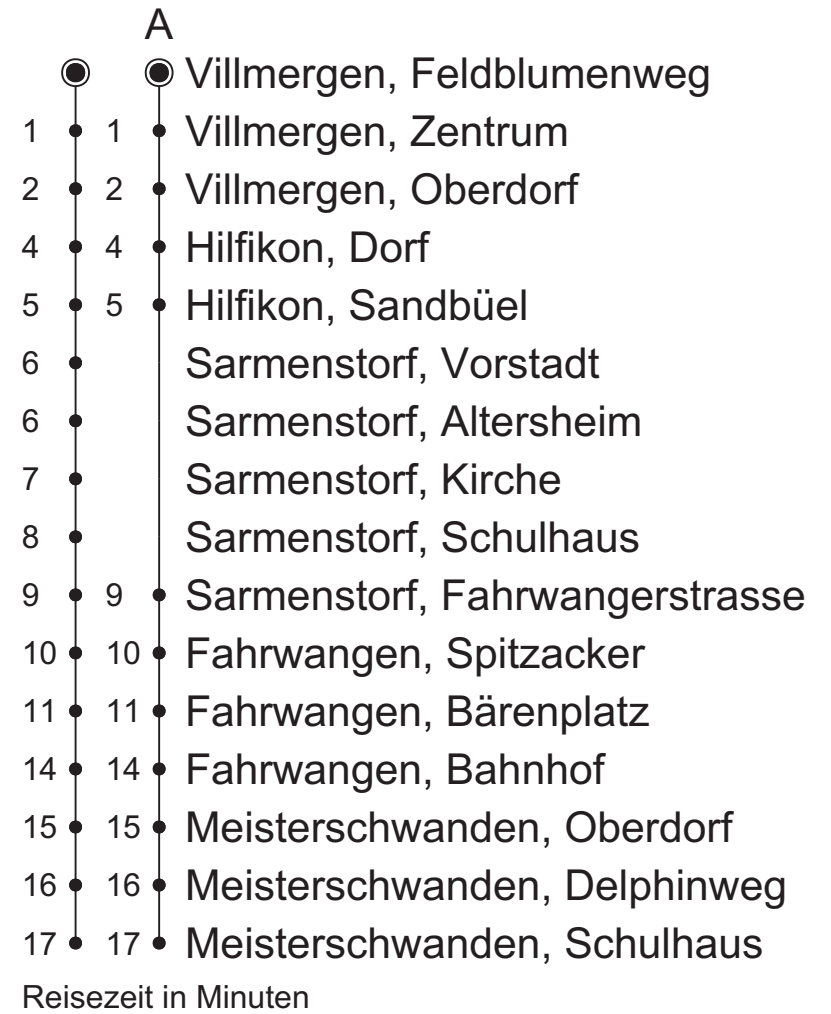 A
Villmergen, Feldblumenweg
1 1 Villmergen, Zentrum
2 2 Villmergen, Oberdorf
4 4 Hilfikon, Dorf
5 5 Hilfikon, Sandbüel
6 Sarmenstorf, Vorstadt
6 Sarmenstorf, Altersheim
7 Sarmenstorf, Kirche
8 Sarmenstorf, Schulhaus
9 9 Sarmenstorf, Fahrwangerstrasse
10 10 Fahrwangen, Spitzacker
11 11 Fahrwangen, Bärenplatz
14 14 Fahrwangen, Bahnhof
15 15 Meisterschwanden, Oberdorf
16 16 Meisterschwanden, Delphinweg
17 17 Meisterschwanden, Schulhaus
Reisezeit in Minuten